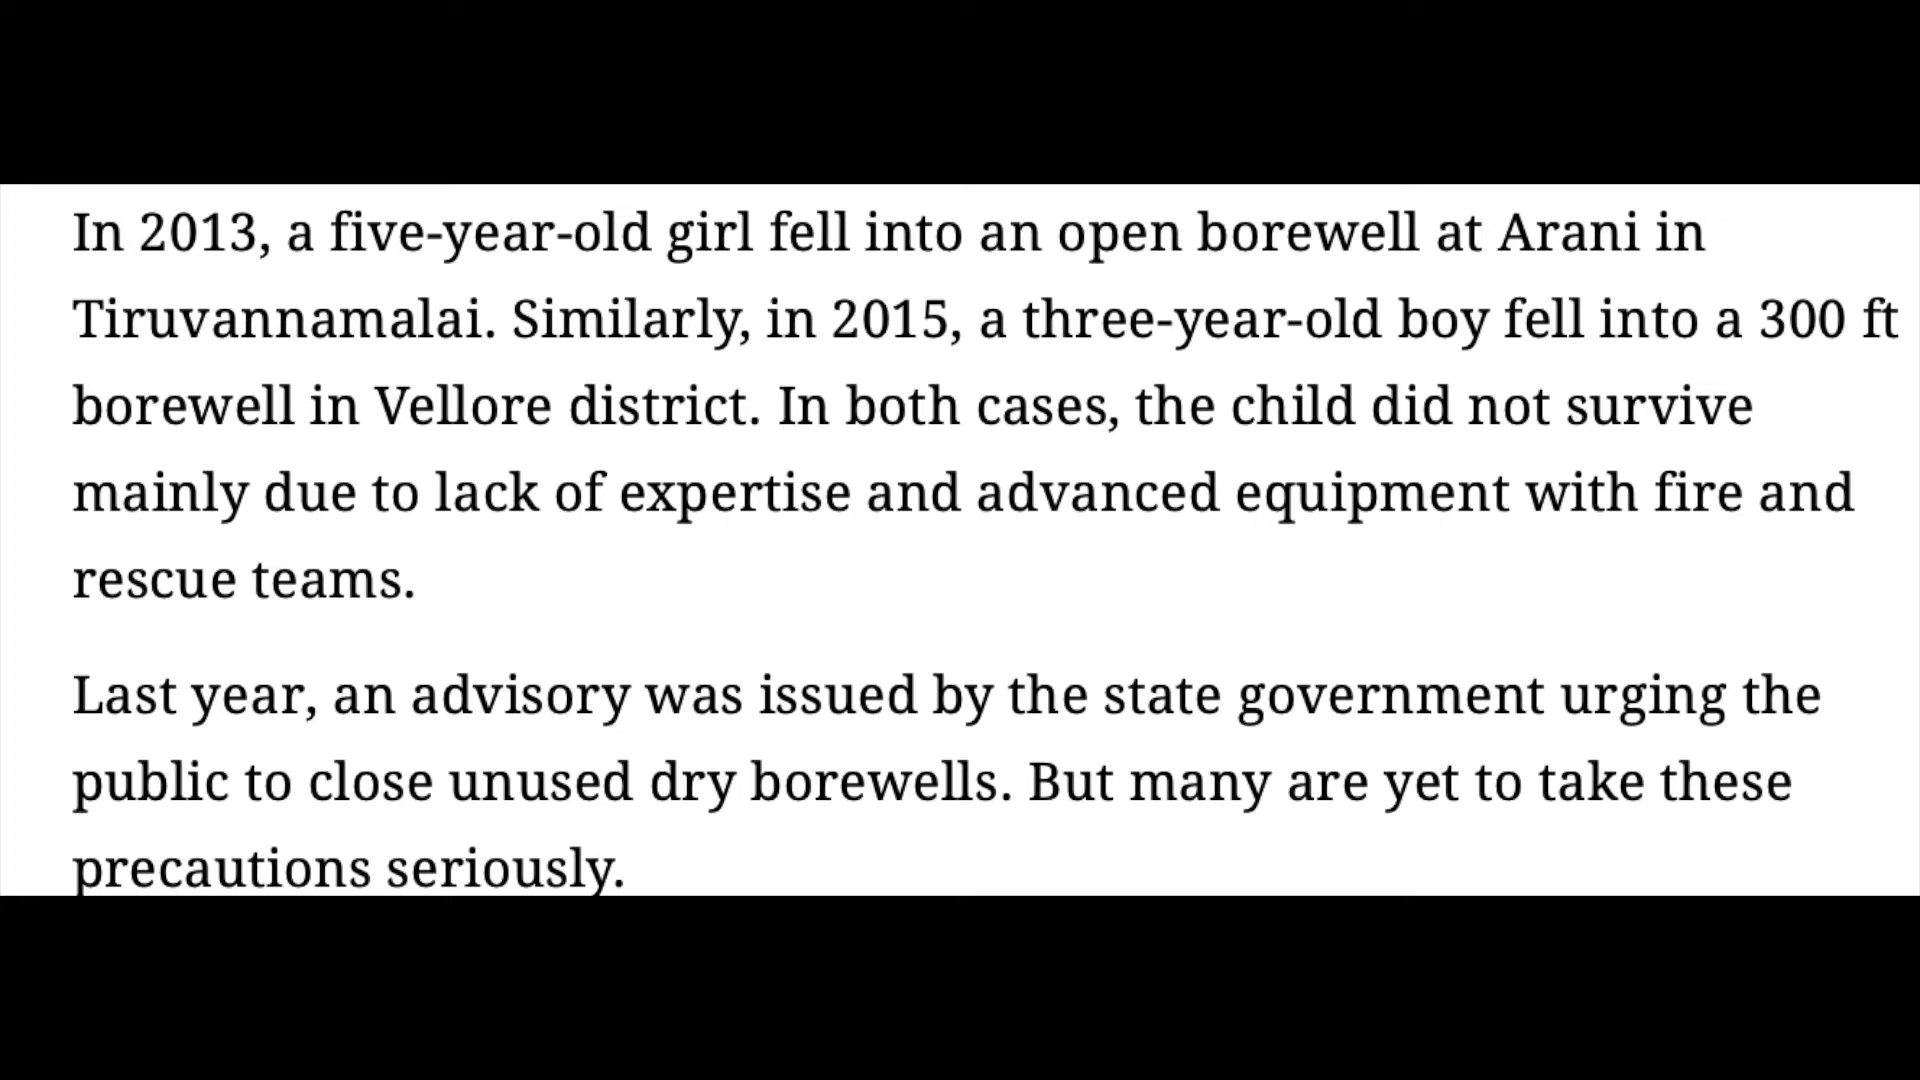 In 2013, a five-year-old girl fell into an open borewell at Arani in
Tiruvannamalai. Similarly, in 2015, a three-year-old boy fell into a 300 ft
borewell in Vellore district. In both cases, the child did not survive
mainly due to lack of expertise and advanced equipment with fire and
rescue teams.
Last year, an advisory was issued by the state government urging the
public to close unused dry borewells. But many are yet to take these
precautions seriously.